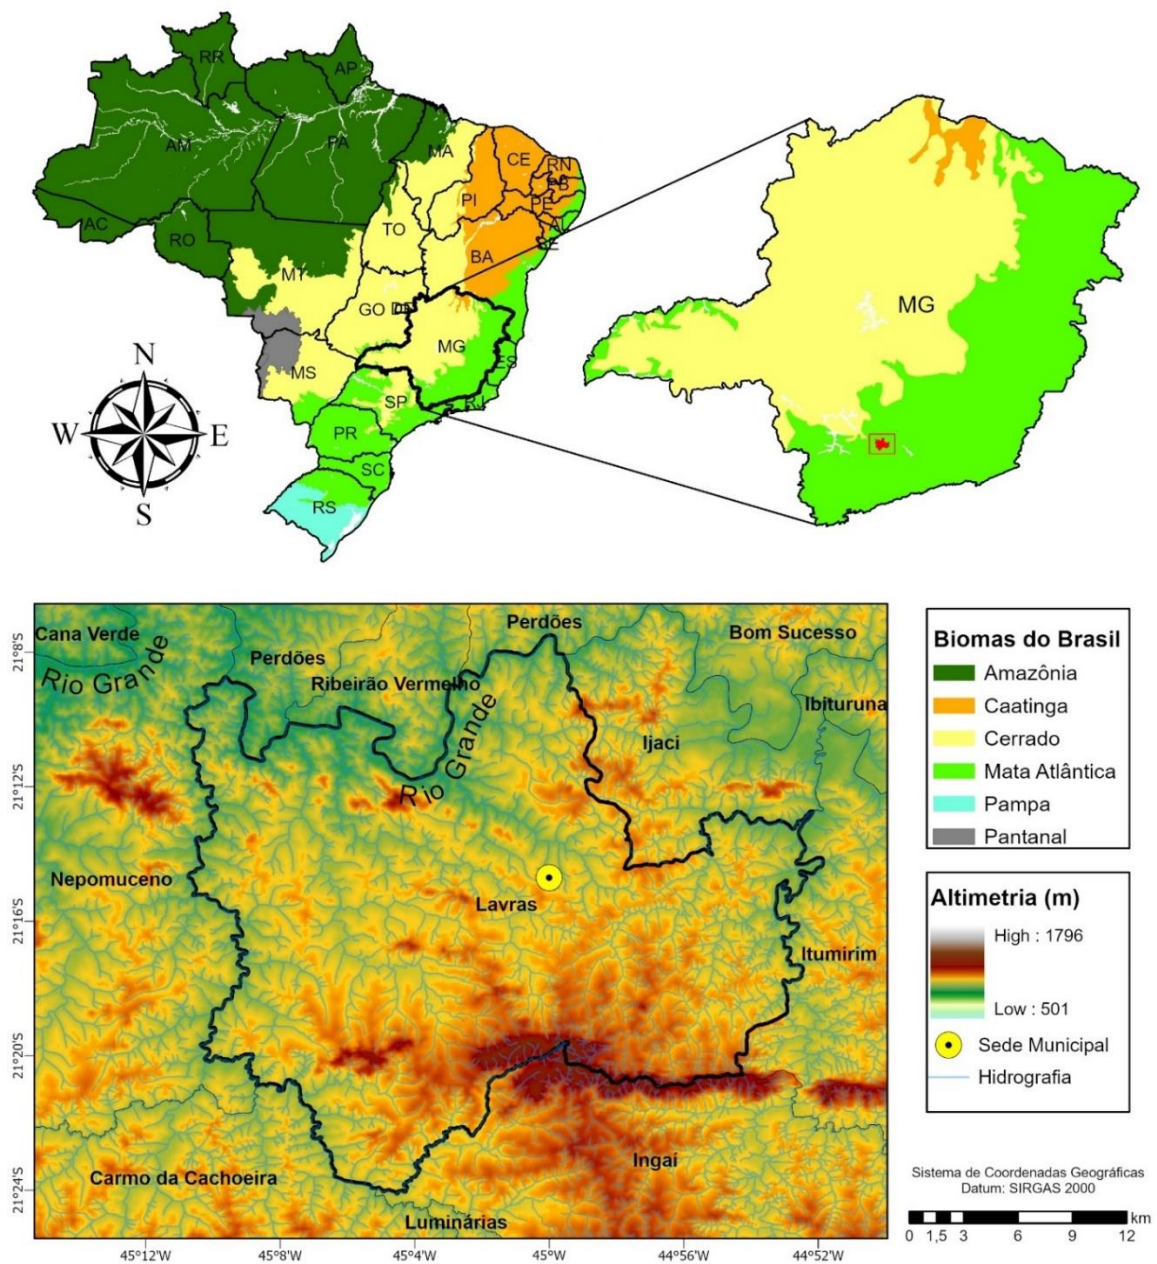 RR
AP
AM
PA
MA
CE
RN
PB
PI
PE
AC
AL
TO
SE
RO
BA
MT
GO
DF
MG
MG
ES
MS
SP
RJ
PR
SC
RS
N
W
E
S
Cana Verde
Perdões
Bom Sucesso
Perdões
Rio Grande
Ribeirão Vermelho
Ibituruna
Rio Grande
Ijaci
Nepomuceno
Lavras
Itumirim
Ingaí
Carmo da Cachoeira
Luminárias
21°8'S
21°12'S
21°16'S
21°20'S
21°24'S
45°12'W
45°8'W
45°4'W
45°0'W
44°56'W
44°52'W
Biomas do Brasil
Amazônia
Caatinga
Cerrado
Mata Atlântica
Pampa
Pantanal
Altimetria (m)
High : 1796
Low : 501
Sede Municipal
Hidrografia
Sistema de Coordenadas Geográficas
Datum: SIRGAS 2000
km
0 1,5 3 6 9 12